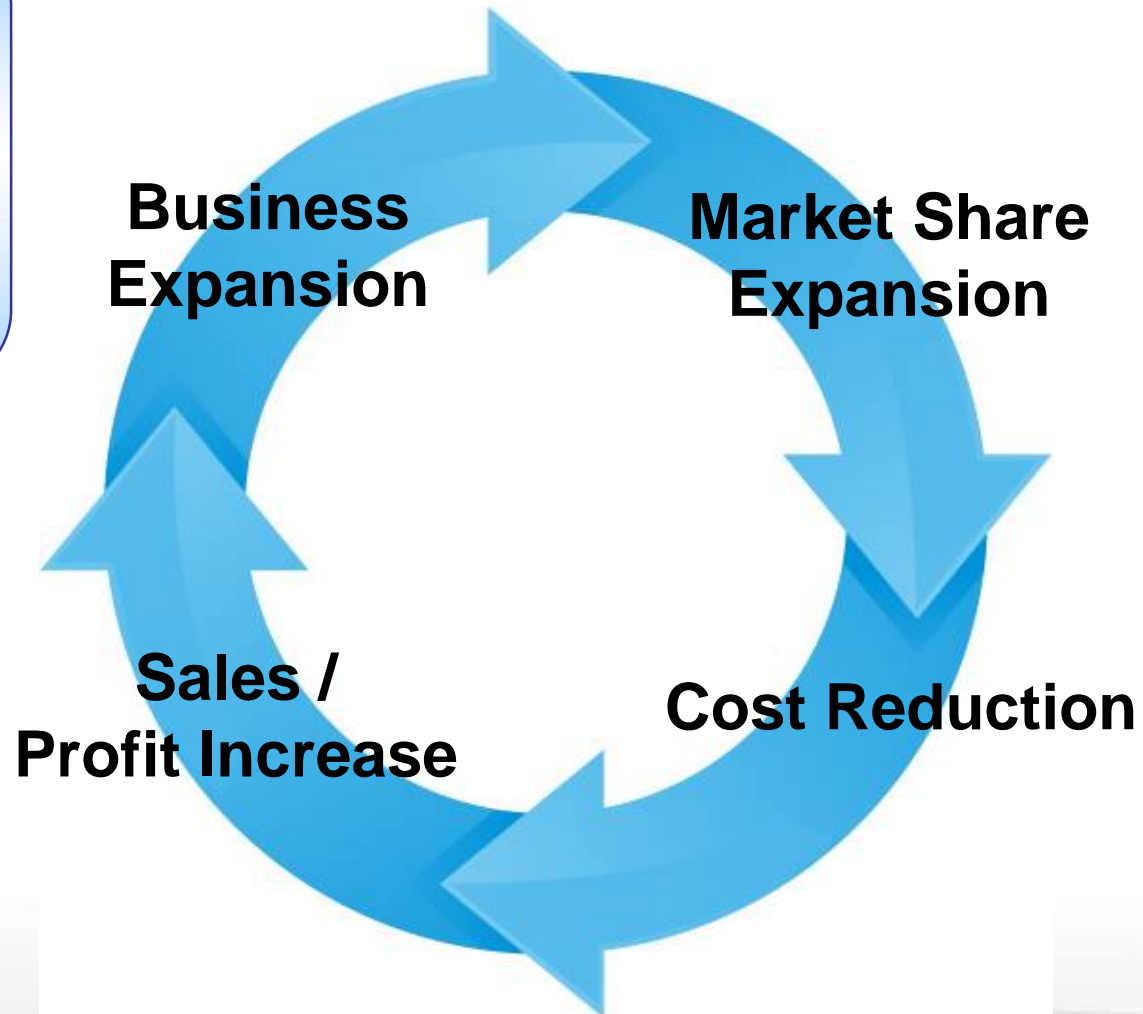 Business
Expansion
Market Share
Expansion
Sales /
Profit Increase
Cost Reduction